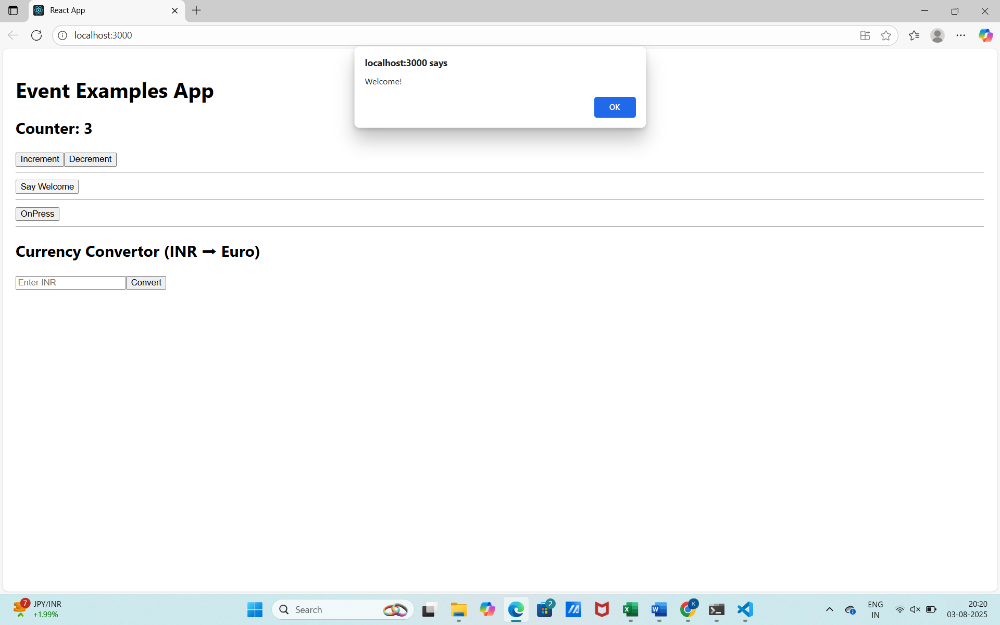 React App
localhost:3000
localhost:3000 says
Welcome!
OK
Event Examples App
Counter: 3
Increment Decrement
Say Welcome
OnPress
Currency Convertor (INR ➞ Euro)
Enter INR Convert
7 JPY/INR
+1.99%
Search
2
K
ENG
IN
20:20
03-08-2025